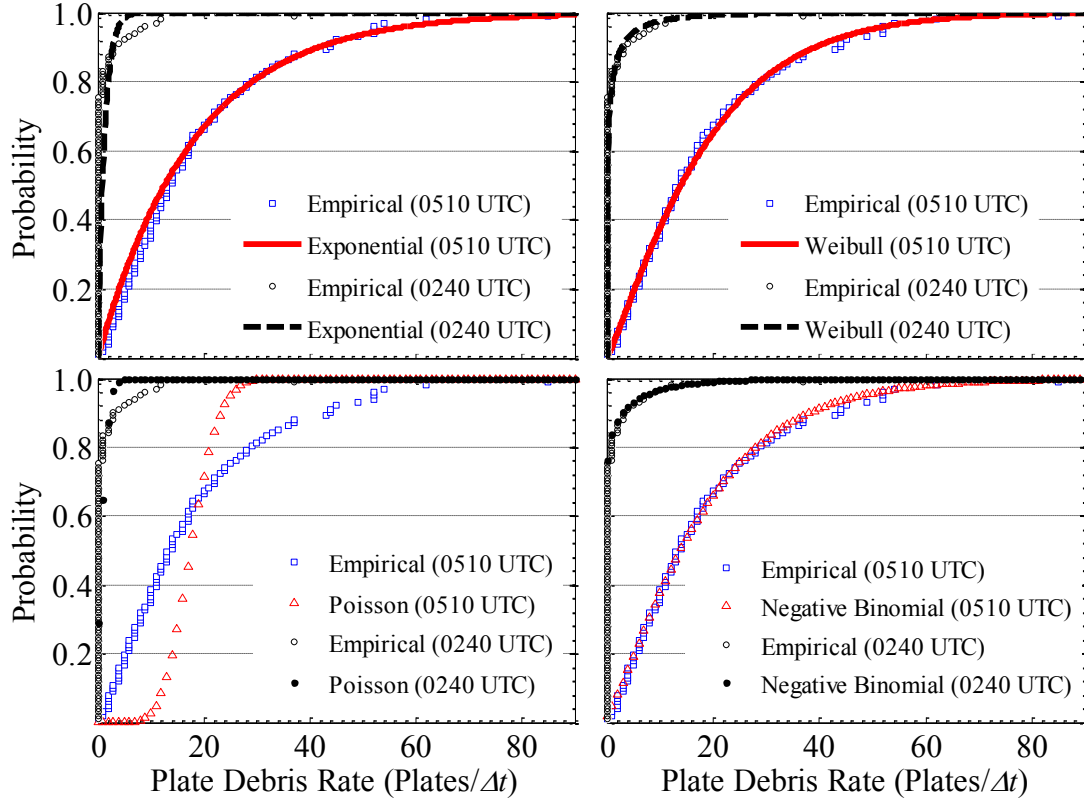 1.0
0.8
0.6
0.4
0.2
Probability
Empirical (0510 UTC)
Exponential (0510 UTC)
Empirical (0240 UTC)
Exponential (0240 UTC)
Empirical (0510 UTC)
Weibull (0510 UTC)
Empirical (0240 UTC)
Weibull (0240 UTC)
1.0
0.8
0.6
0.4
0.2
Probability
Empirical (0510 UTC)
Poisson (0510 UTC)
Empirical (0240 UTC)
Poisson (0240 UTC)
0 20 40 60 80
Plate Debris Rate (Plates/Δt)
Empirical (0510 UTC)
Negative Binomial (0510 UTC)
Empirical (0240 UTC)
Negative Binomial (0240 UTC)
0 20 40 60 80
Plate Debris Rate (Plates/Δt)